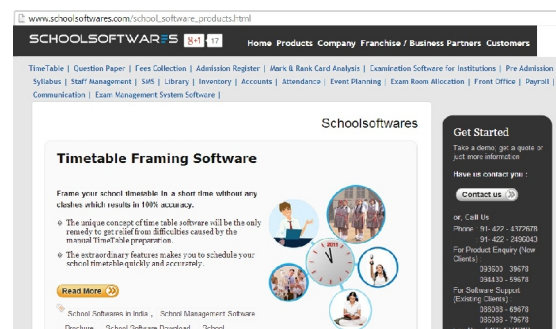 www.schoolsoftwares.com/school_software_products.html
SCHOOLSOFTWARES 8+1 17 Home Products Company Franchise / Business Partners Customers
TimeTable | Question Paper | Fees Collection | Admission Register | Mark & Rank Card Analysis | Examination Software for Institutions | Pre Admission
Syllabus | Staff Management | SMS | Library | Inventory | Accounts | Attendance | Event Planning | Exam Room Allocation | Front Office | Payroll |
Communication | Exam Management System Software |
Schoolsoftwares
Timetable Framing Software
Frame your school timetable in a short time without any
clashes which results in 100% accuracy.
The unique concept of time table software will be the only
remedy to get relief from difficulties caused by the
manual TimeTable preparation.
The extraordinary features makes you to schedule your
school timetable quickly and accurately.
Read More
School Softwares in India , School Management Software
Brochure , School Software Download , School
Get Started
Take a demo, get a quote or
just more information
Have us contact you :
Contact us
or, Call Us
Phone : 91- 422 - 4372678
91- 422 - 2496043
For Product Enquiry (New
Clients) :
093600 - 39678
094430 - 59678
For Software Support
(Existing Clients) :